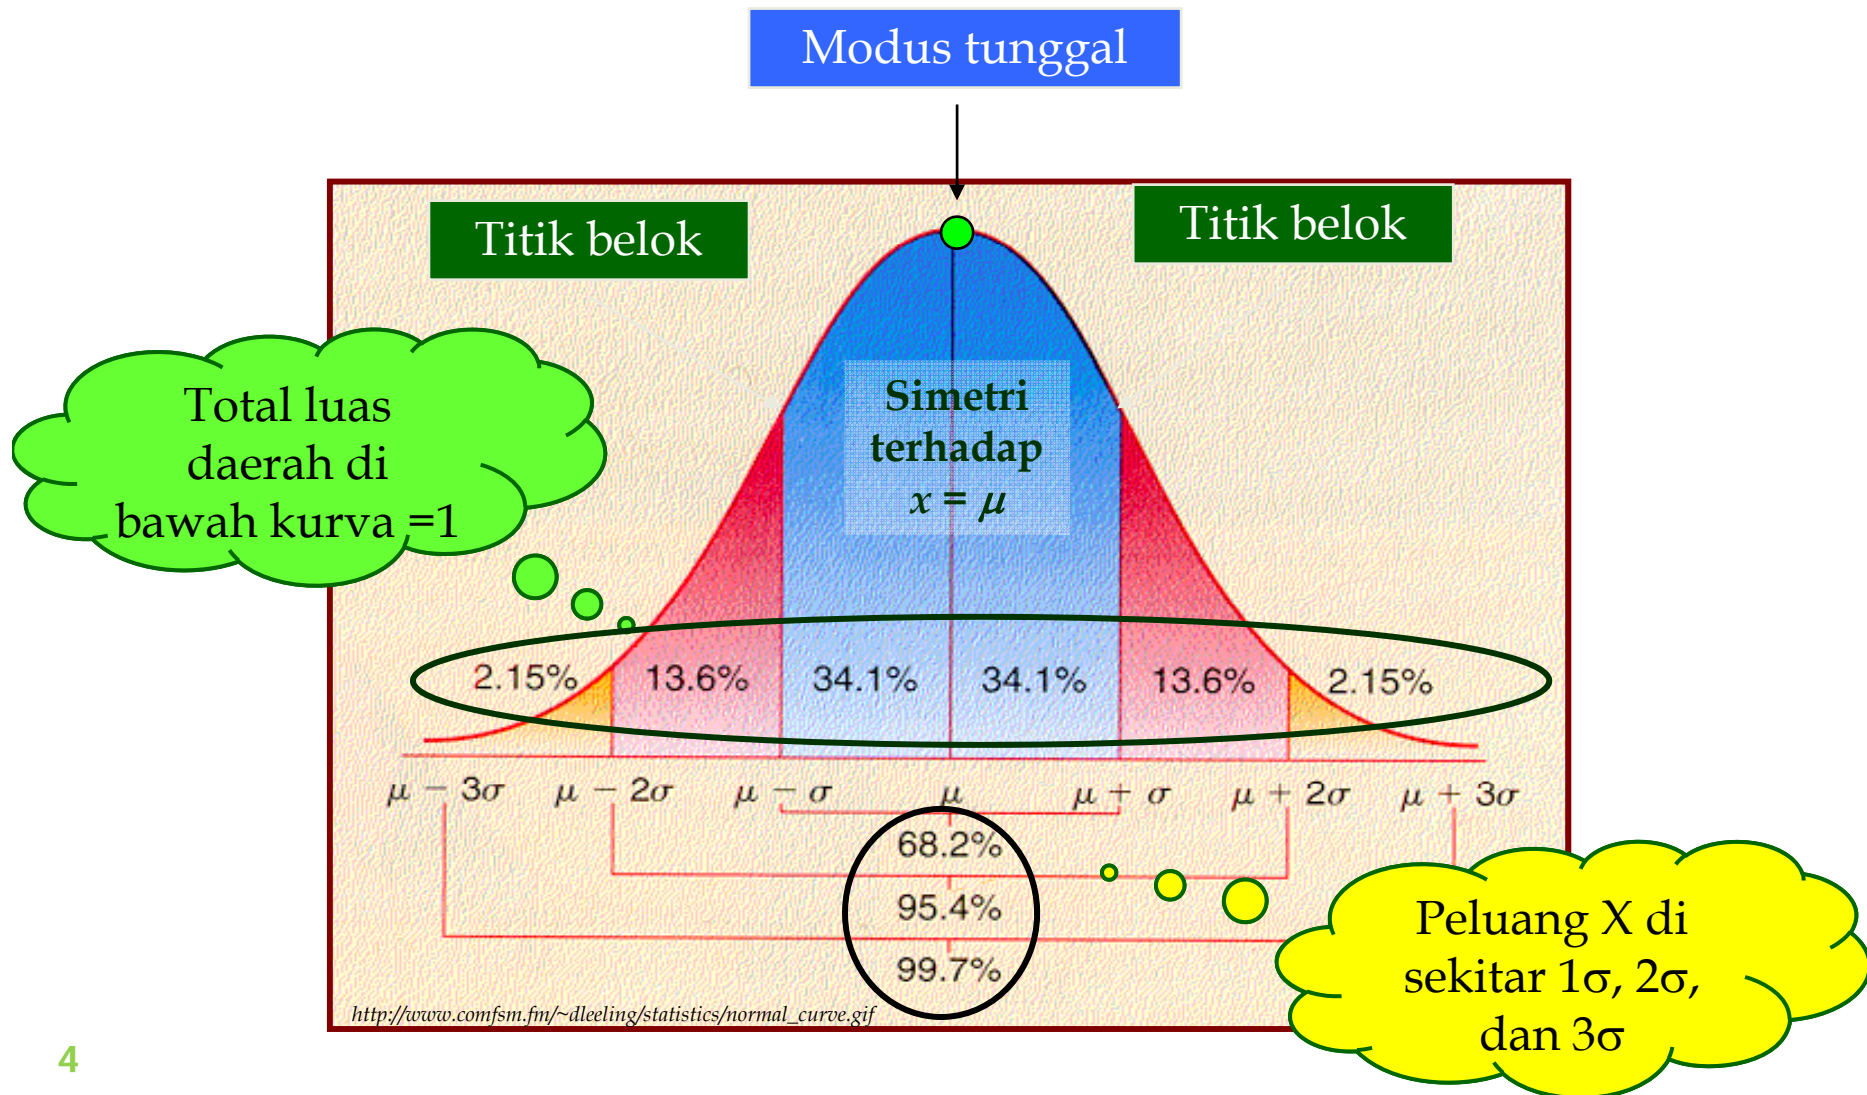 Modus tunggal
Titik belok
Titik belok
Total luas
daerah di
bawah kurva =1
Simetri
terhadap
x = μ
2.15% 13.6% 34.1% 34.1% 13.6% 2.15%
μ − 3σ μ − 2σ μ − σ μ μ + σ μ + 2σ μ + 3σ
68.2%
95.4%
99.7%
Peluang X di
sekitar 1σ, 2σ,
dan 3σ
http://www.comfsm.fm/~dleeling/statistics/normal_curve.gif
4